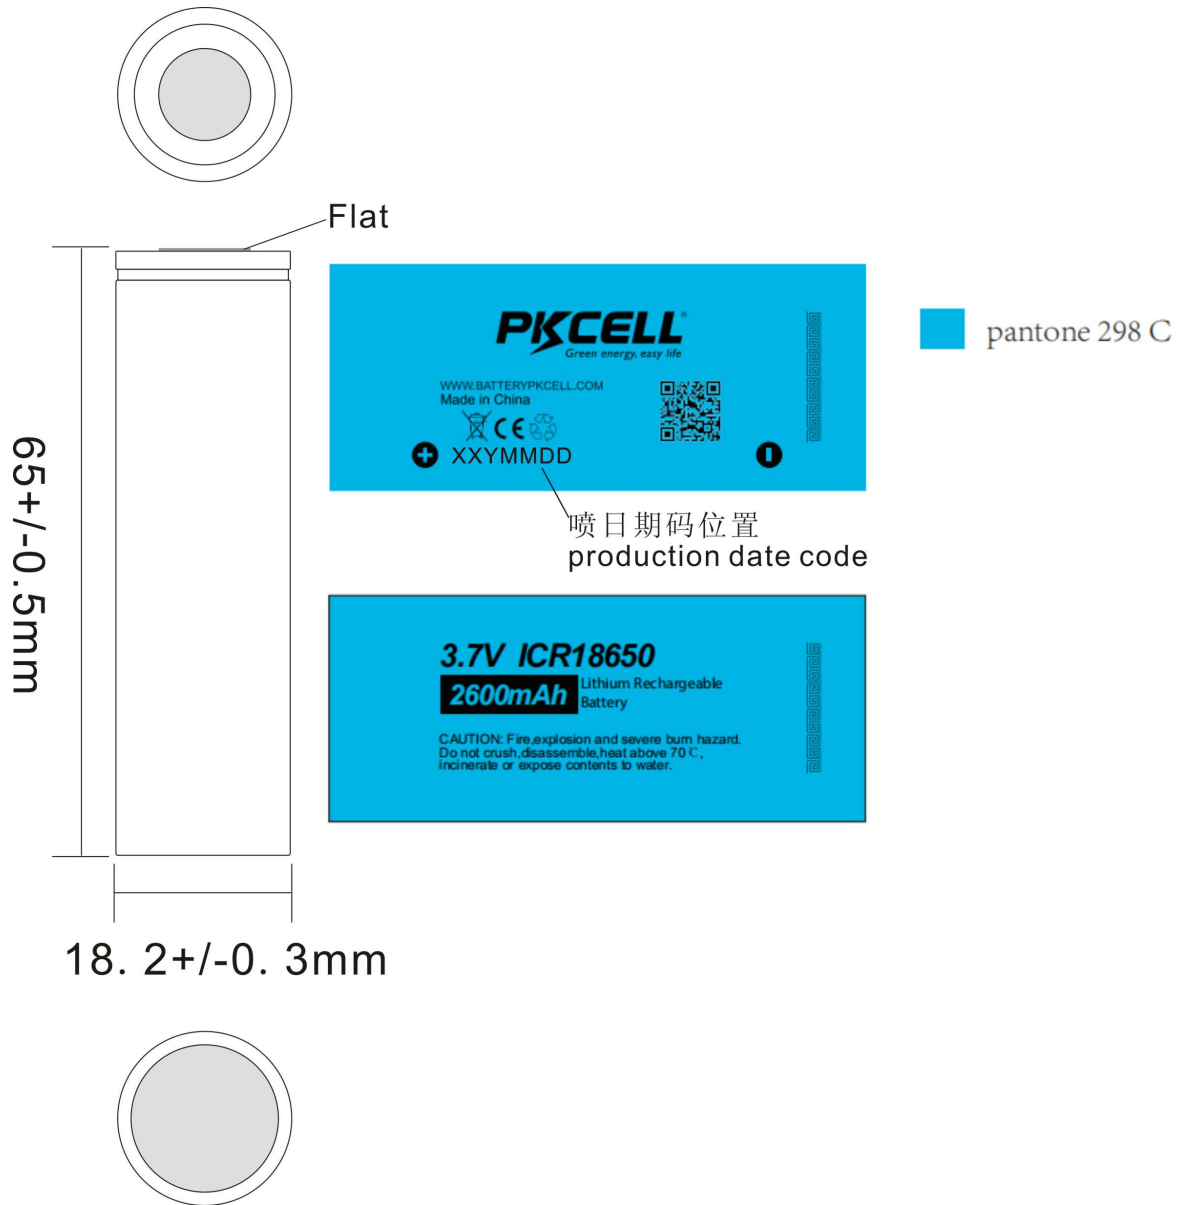 Flat
PKCELL®
Green energy, easy life
WWW.BATTERYPKCELL.COM
Made in China
CE
XXYMMDD
pantone 298 C
喷日期码位置
production date code
65+/-0.5mm
3.7V ICR18650
2600mAh
Lithium Rechargeable
Battery
CAUTION: Fire,explosion and severe burn hazard.
Do not crush,disassemble,heat above 70℃,
incinerate or expose contents to water.
18. 2+/-0. 3mm